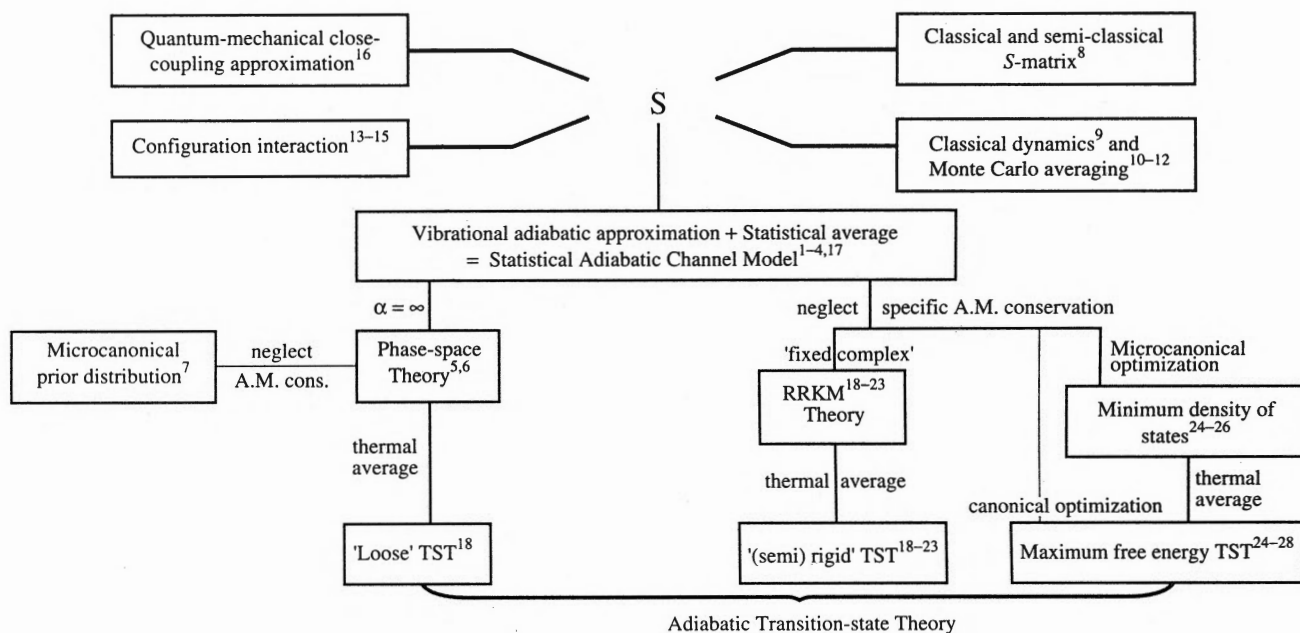 Quantum-mechanical close-
coupling approximation16
Classical and semi-classical
S-matrix8
S
Configuration interaction13–15
Classical dynamics9 and
Monte Carlo averaging10–12
Vibrational adiabatic approximation + Statistical average
= Statistical Adiabatic Channel Model1–4,17
α = ∞
neglect specific A.M. conservation
Microcanonical
prior distribution7
neglect
A.M. cons.
Phase-space
Theory5,6
'fixed complex'
Microcanonical
optimization
RRKM18–23
Theory
Minimum density of
states24–26
thermal
average
thermal average
thermal
average
canonical optimization
'Loose' TST18
'(semi) rigid' TST18–23
Maximum free energy TST24–28
Adiabatic Transition-state Theory